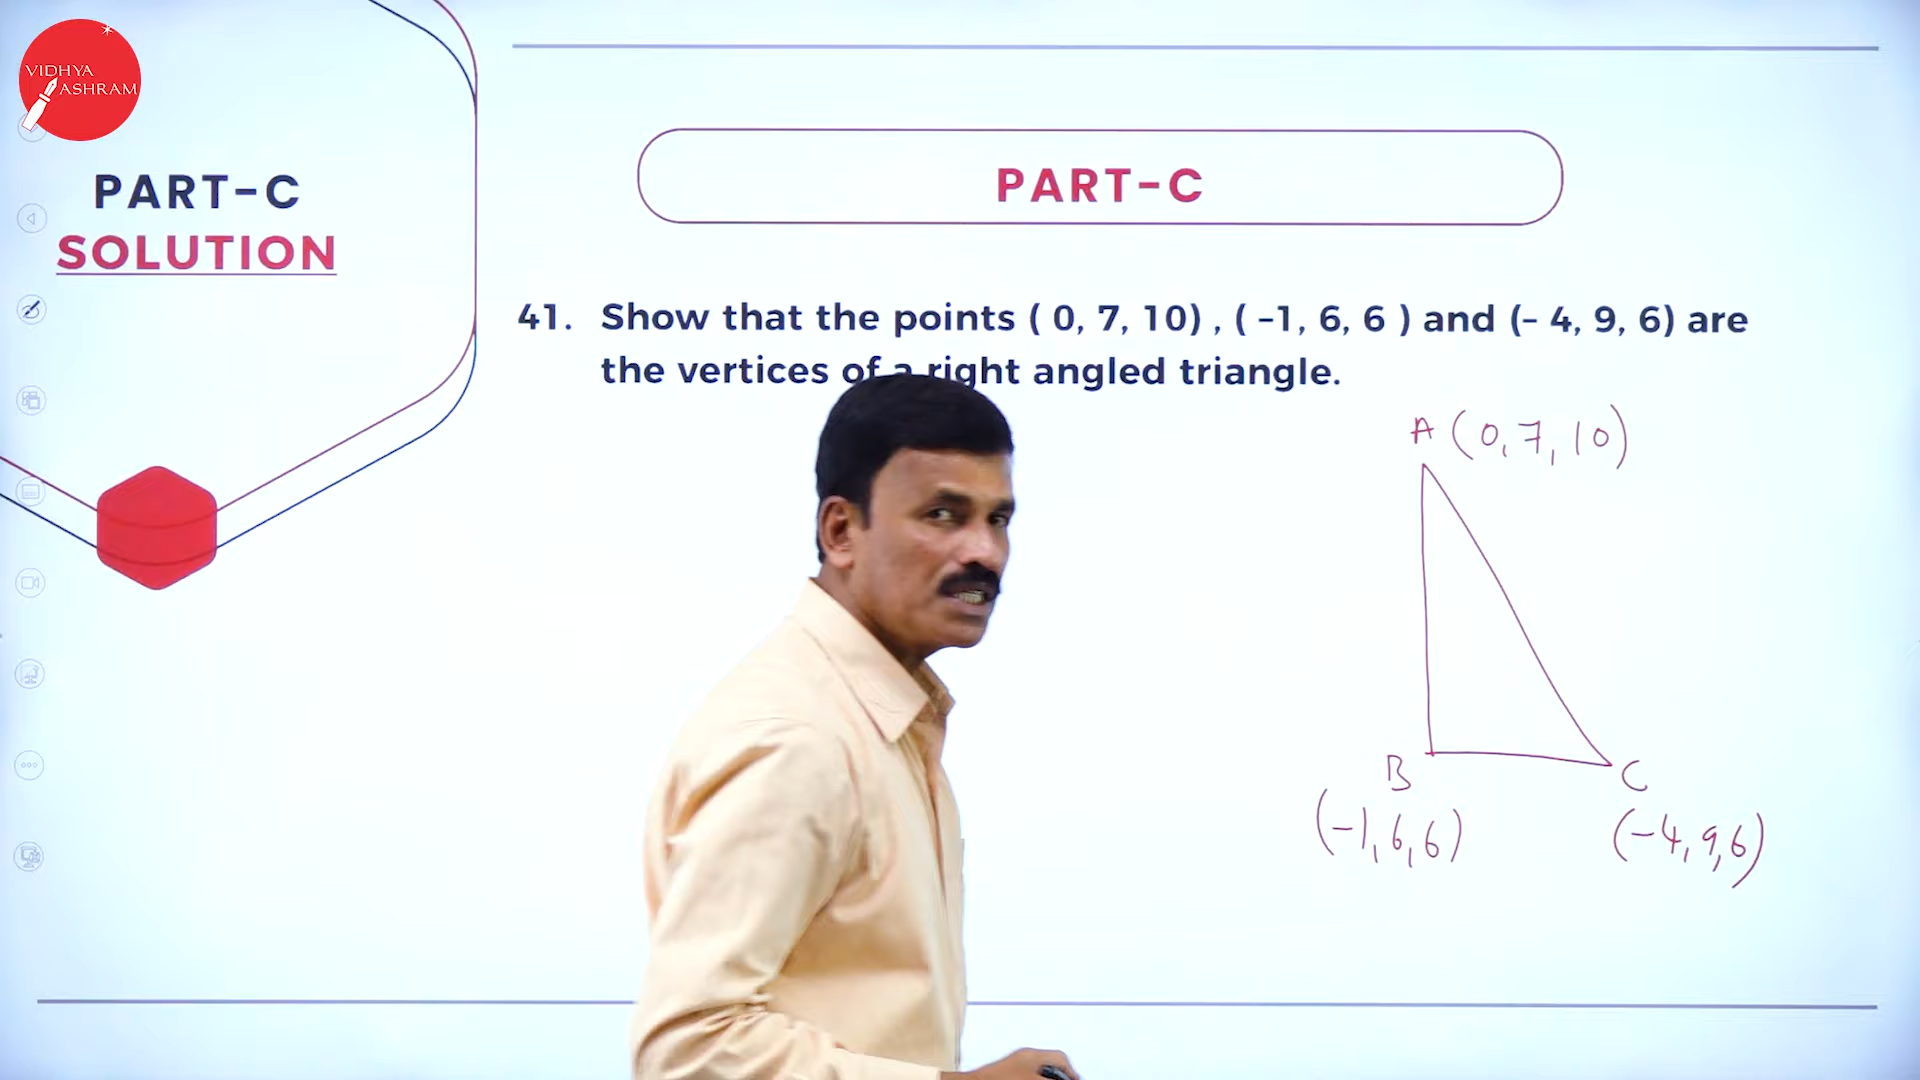 VIDHYA
ASHRAM
PART-C
SOLUTION
PART-C
41. Show that the points ( 0, 7, 10) , ( -1, 6, 6 ) and (- 4, 9, 6) are
the vertices of a right angled triangle.
A (0, 7, 10)
B
C
(-1, 6, 6)
(-4, 9, 6)